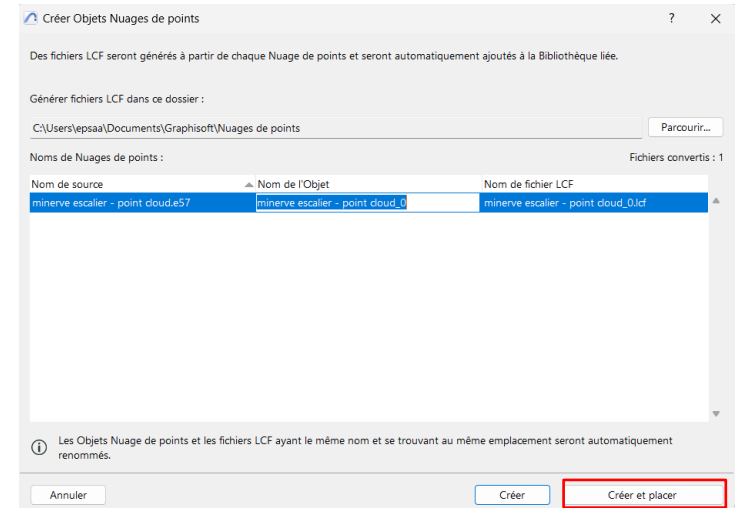 Créer Objets Nuages de points
?
Des fichiers LCF seront générés à partir de chaque Nuage de points et seront automatiquement ajoutés à la Bibliothèque liée.
Générer fichiers LCF dans ce dossier :
C:\Users\epsaa\Documents\Graphisoft\Nuages de points
Parcourir...
Noms de Nuages de points :
Fichiers convertis : 1
Nom de source
Nom de l'Objet
Nom de fichier LCF
minerve escalier - point cloud.e57
minerve escalier - point cloud_0
minerve escalier - point cloud_0.lcf
Les Objets Nuage de points et les fichiers LCF ayant le même nom et se trouvant au même emplacement seront automatiquement
renommés.
Annuler
Créer
Créer et placer